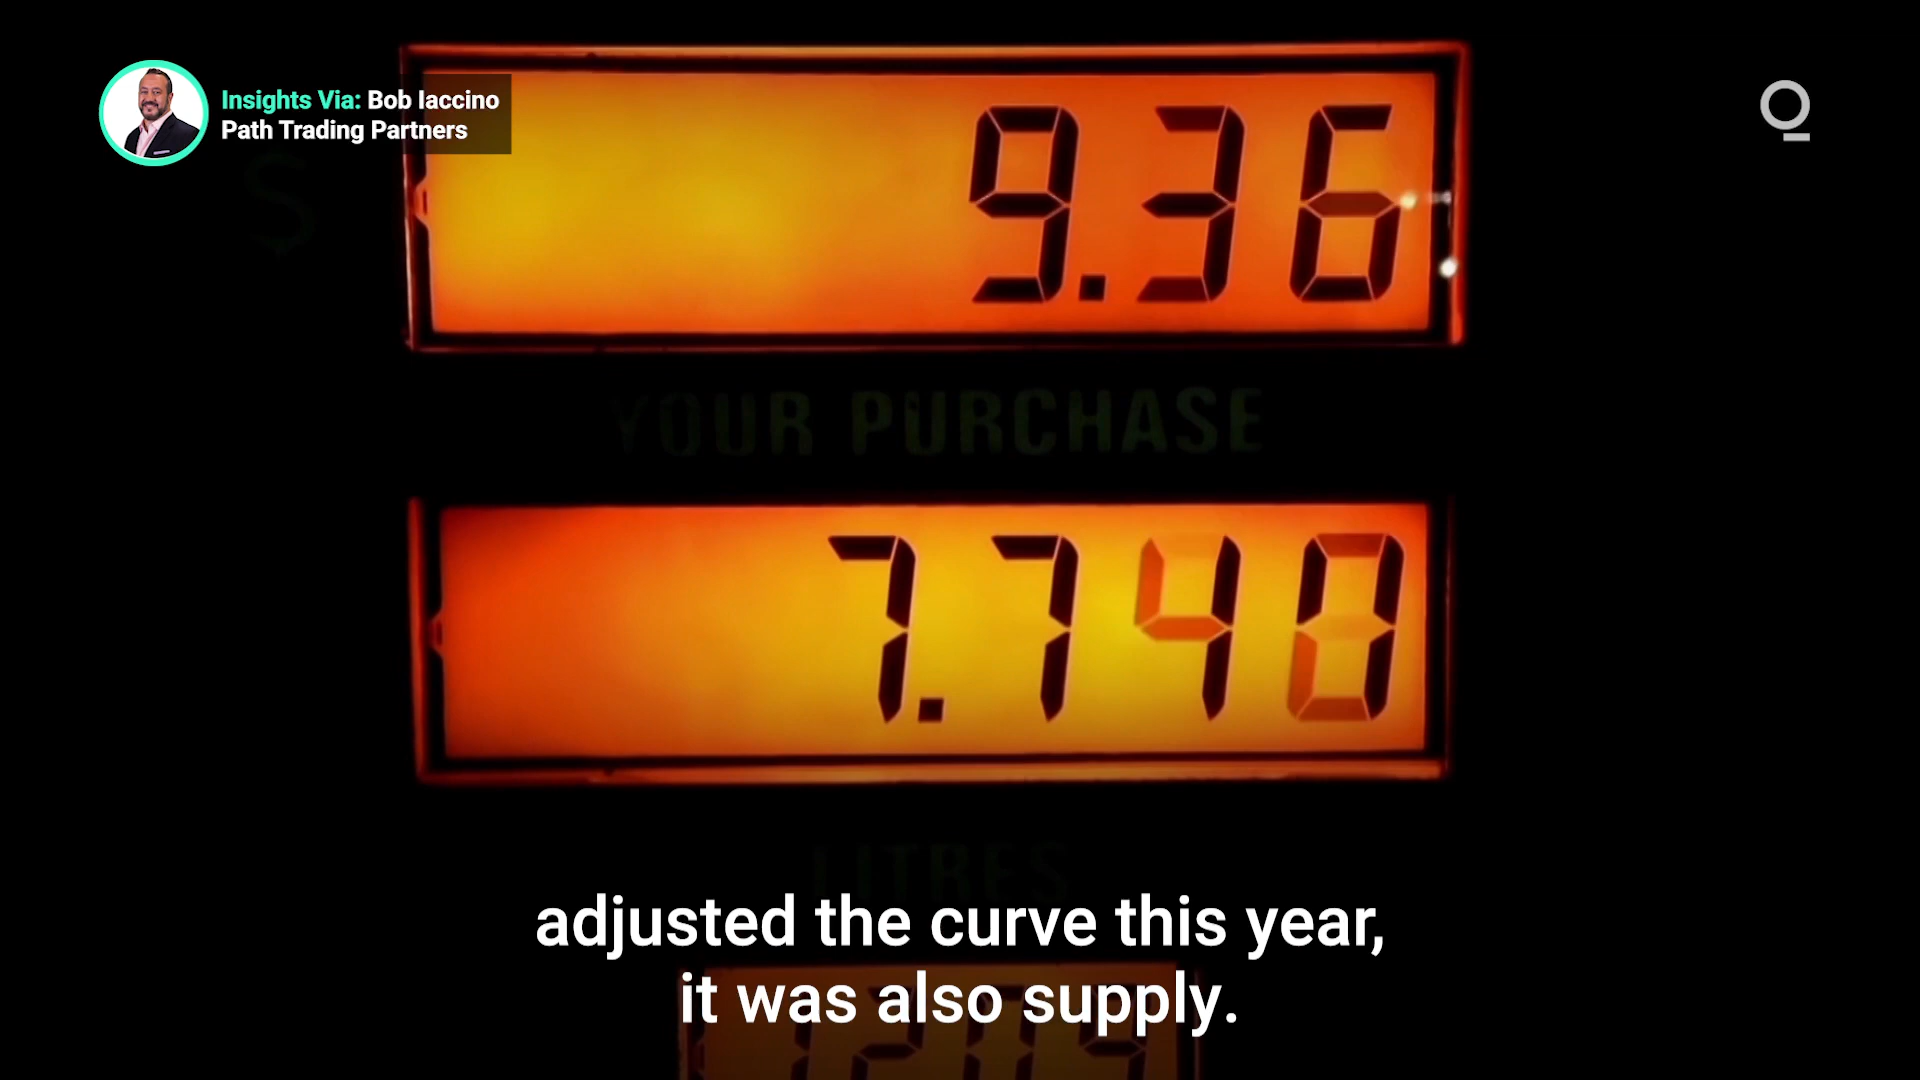 Insights Via: Bob Iaccino
Path Trading Partners
$
9.36
YOUR PURCHASE
7.740
LITRES
adjusted the curve this year,
it was also supply.